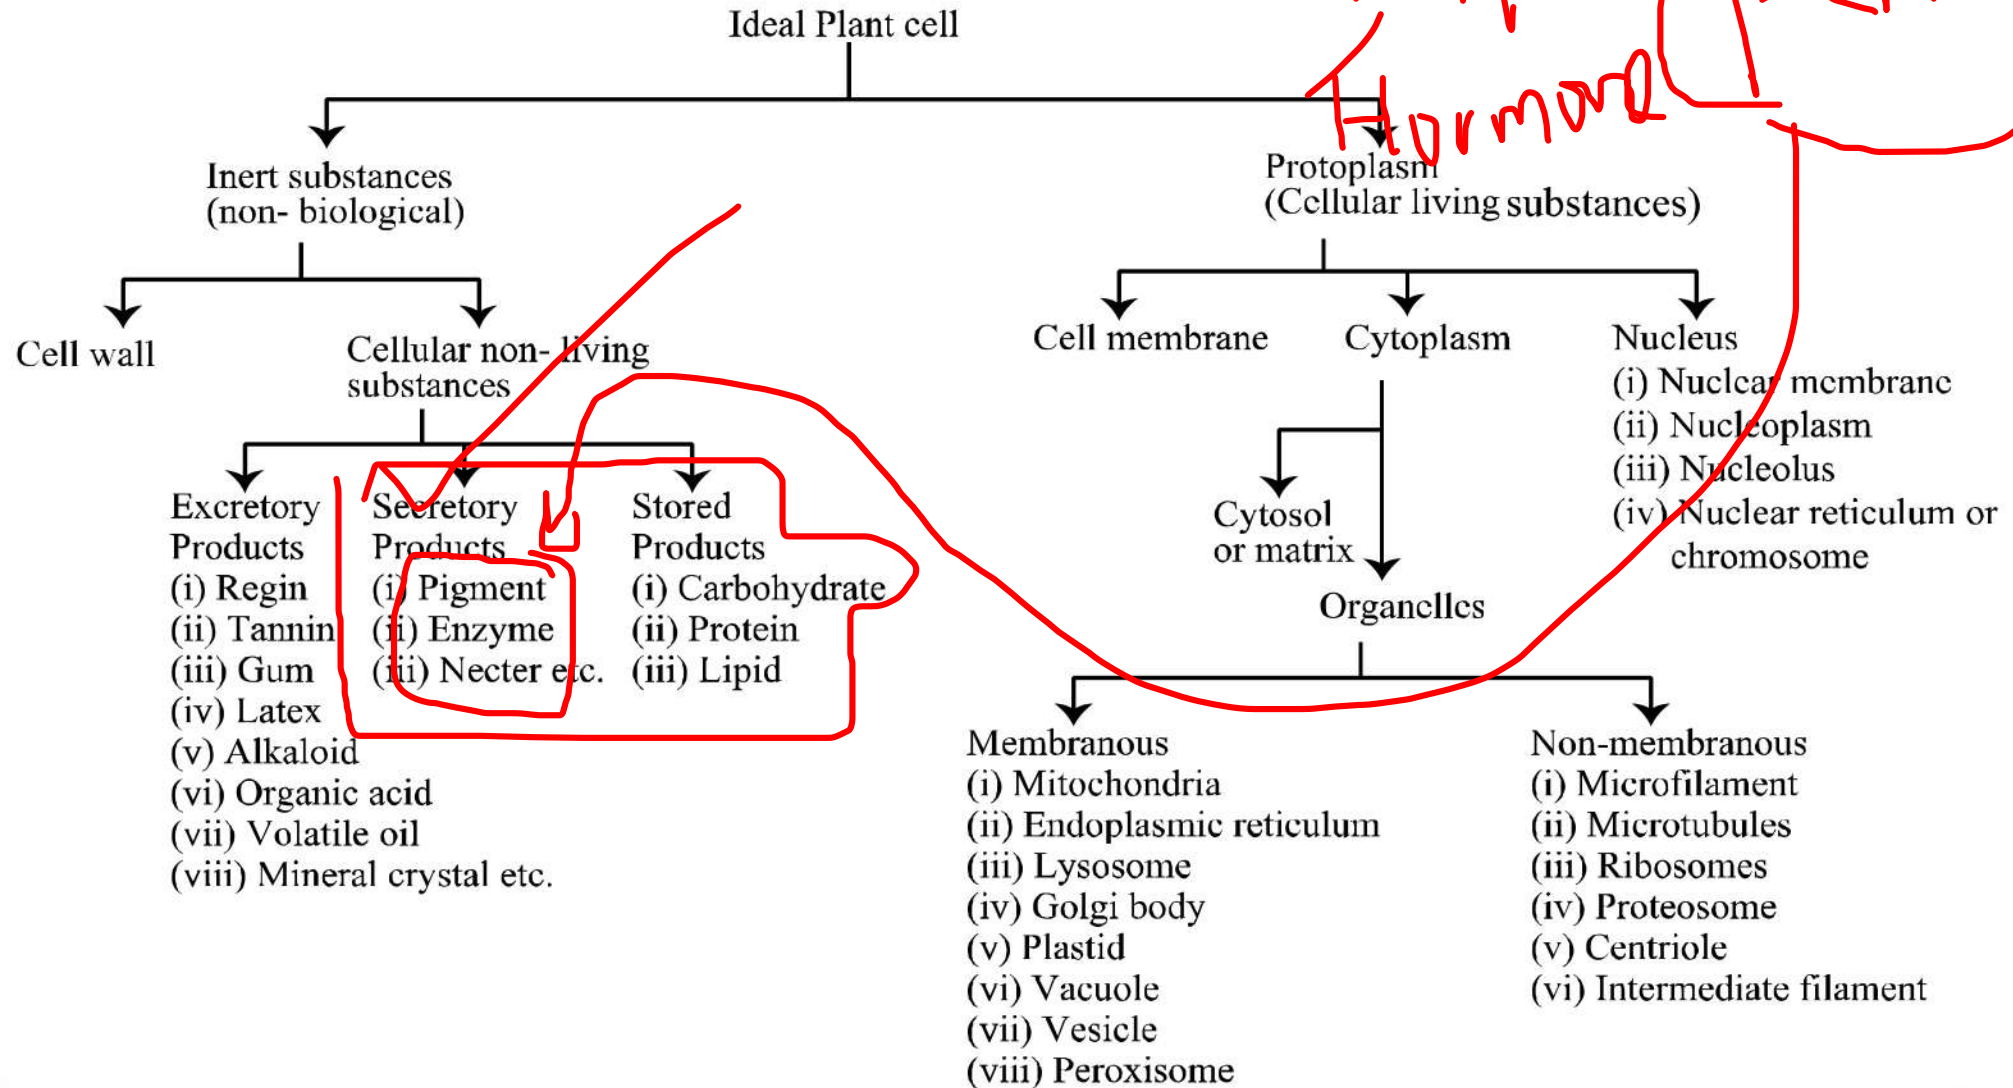 Ideal Plant cell
Hormone
Inert substances
(non- biological)
Protoplasm
(Cellular living substances)
Cell wall
Cellular non- living
substances
Cell membrane
Cytoplasm
Nucleus
(i) Nuclear membrane
(ii) Nucleoplasm
(iii) Nucleolus
(iv) Nuclear reticulum or
chromosome
Excretory
Products
(i) Regin
(ii) Tannin
(iii) Gum
(iv) Latex
(v) Alkaloid
(vi) Organic acid
(vii) Volatile oil
(viii) Mineral crystal etc.
Secretory
Products
(i) Pigment
(ii) Enzyme
(iii) Necter etc.
Stored
Products
(i) Carbohydrate
(ii) Protein
(iii) Lipid
Cytosol
or matrix
Organelles
Membranous
(i) Mitochondria
(ii) Endoplasmic reticulum
(iii) Lysosome
(iv) Golgi body
(v) Plastid
(vi) Vacuole
(vii) Vesicle
(viii) Peroxisome
Non-membranous
(i) Microfilament
(ii) Microtubules
(iii) Ribosomes
(iv) Proteosome
(v) Centriole
(vi) Intermediate filament